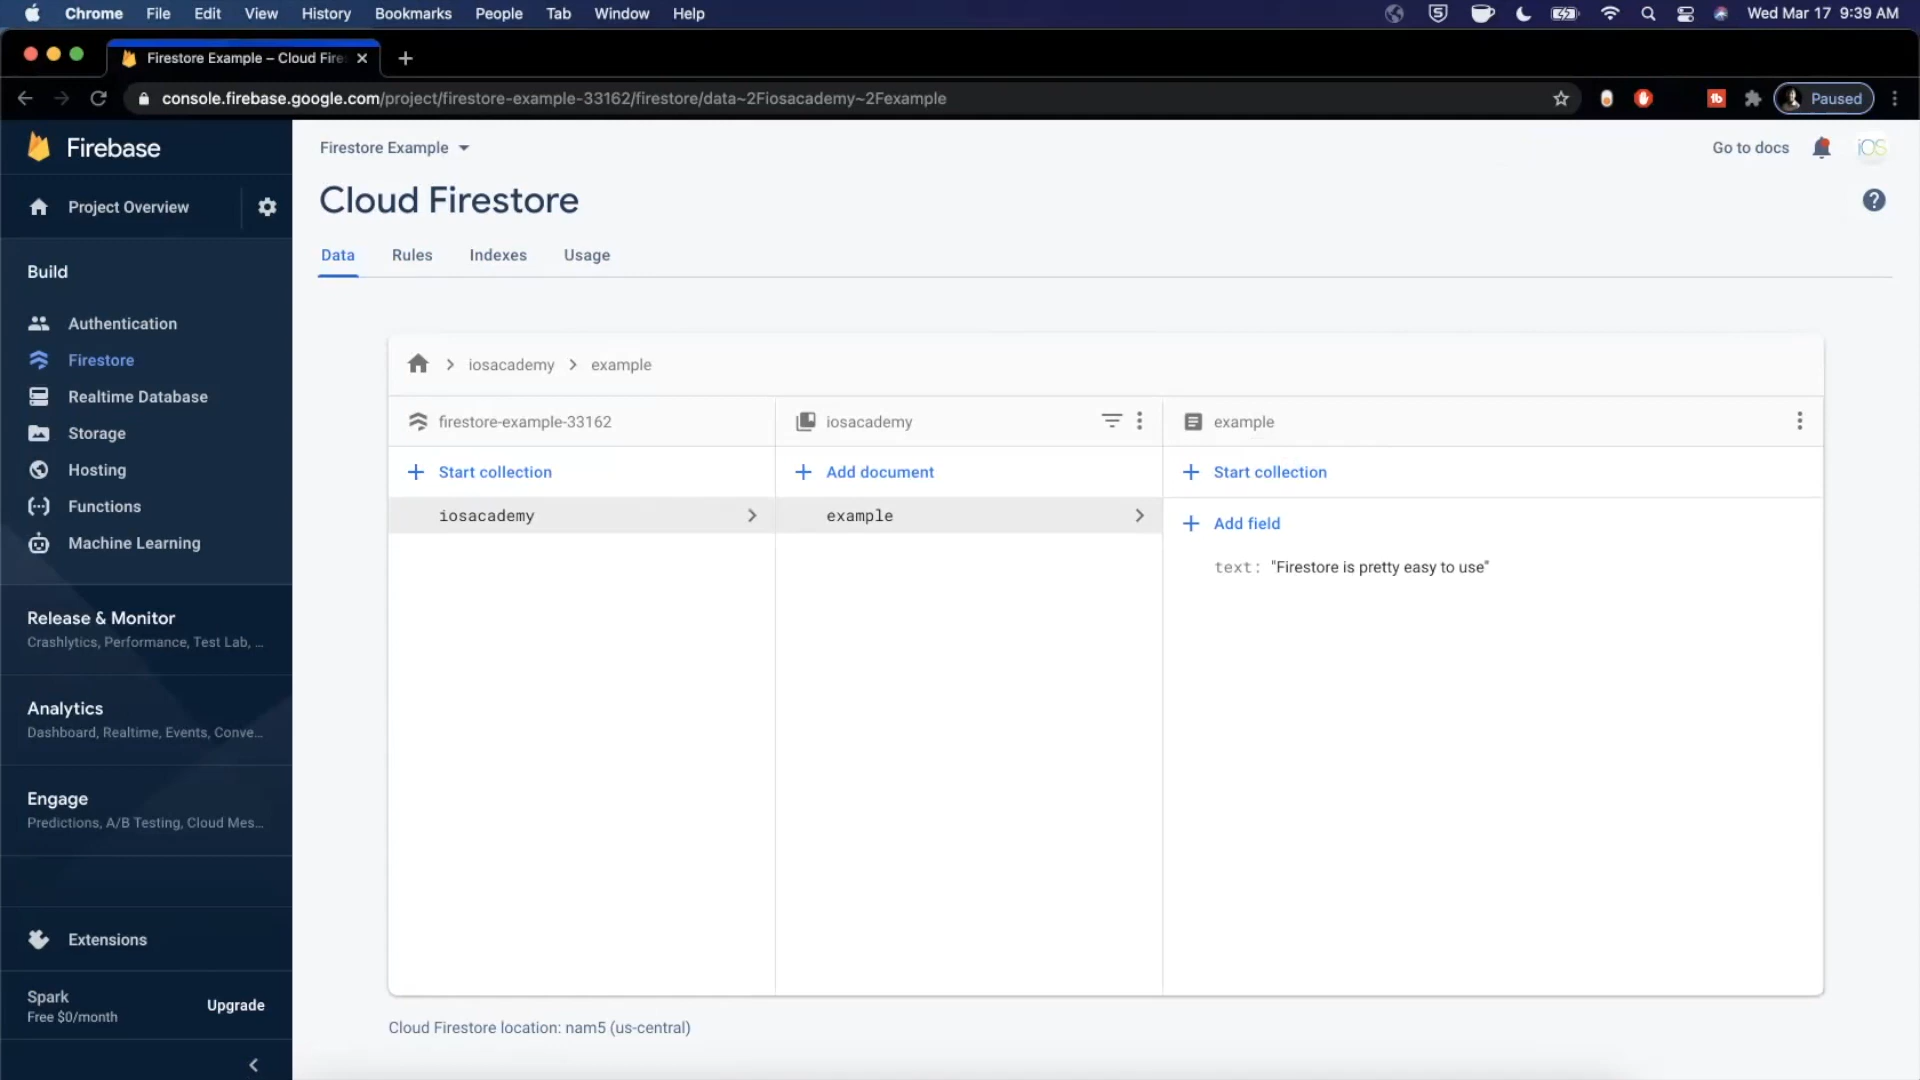 Chrome File Edit View History Bookmarks People Tab Window Help Wed Mar 17 9:39 AM
Firestore Example – Cloud Fire
console.firebase.google.com/project/firestore-example-33162/firestore/data~2Fiosacademy~2Fexample Paused
Firebase
Project Overview
Build
Authentication
Firestore
Realtime Database
Storage
Hosting
Functions
Machine Learning
Release & Monitor
Crashlytics, Performance, Test Lab, ...
Analytics
Dashboard, Realtime, Events, Conve...
Engage
Predictions, A/B Testing, Cloud Mes...
Extensions
Spark
Free $0/month
Upgrade
Firestore Example
Go to docs
iOS
Cloud Firestore
Data Rules Indexes Usage
iosacademy example
firestore-example-33162
Start collection
iosacademy
iosacademy
Add document
example
example
Start collection
Add field
text: "Firestore is pretty easy to use"
Cloud Firestore location: nam5 (us-central)